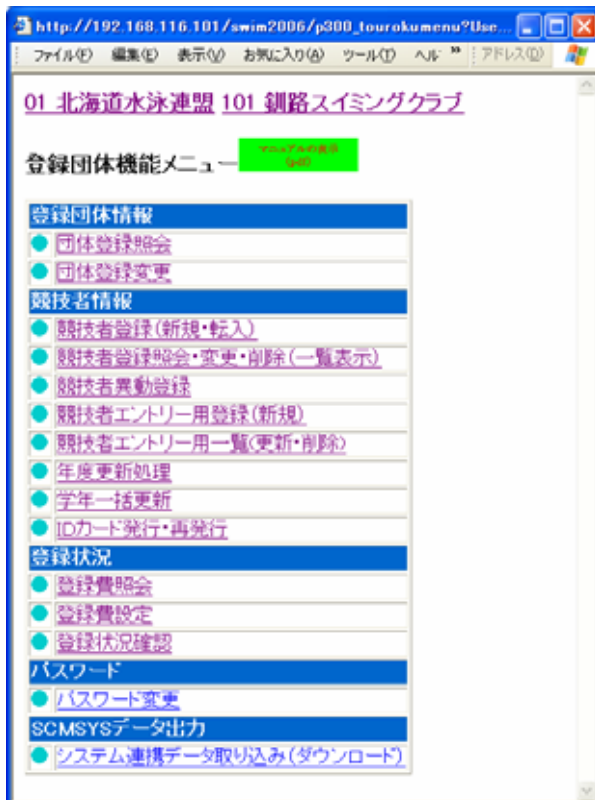 http://192.168.116.101/swim2006/p300_tourokumenu?Use...
ファイル(F) 編集(E) 表示(V) お気に入り(A) ツール(T) ヘル » アドレス(D)
01 北海道水泳連盟 101 釧路スイミングクラブ
登録団体機能メニュー マニュアルの表示
(pdf)
登録団体情報
団体登録照会
団体登録変更
競技者情報
競技者登録(新規・転入)
競技者登録照会・変更・削除(一覧表示)
競技者異動登録
競技者エントリー用登録(新規)
競技者エントリー用一覧(更新・削除)
年度更新処理
学年一括更新
IDカード発行・再発行
登録状況
登録費照会
登録費設定
登録状況確認
パスワード
パスワード変更
SCMSYSデータ出力
システム連携データ取り込み(ダウンロード)